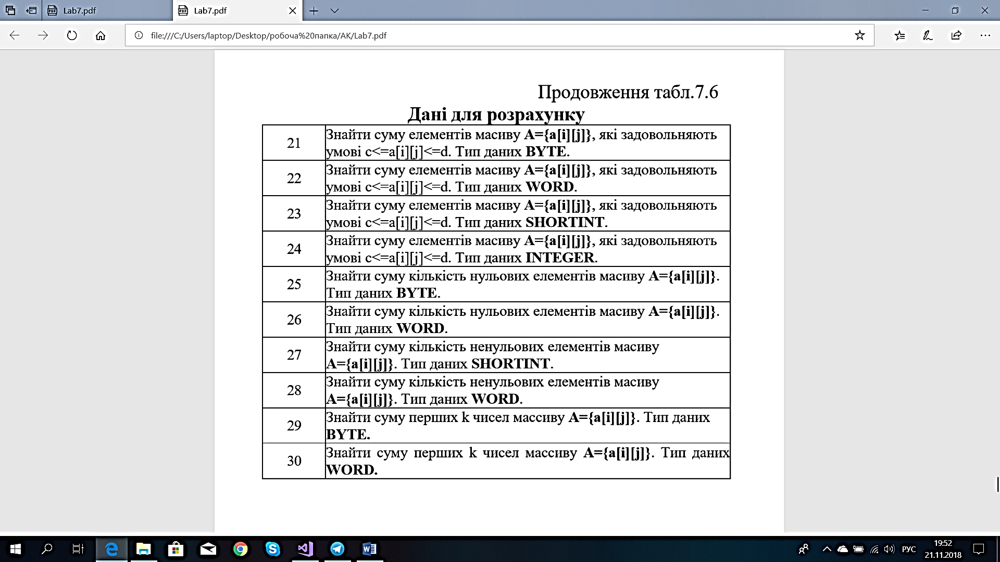 Lab7.pdf
Lab7.pdf
file:///C:/Users/laptop/Desktop/робоча%20папка/АК/Lab7.pdf
Продовження табл.7.6
Дані для розрахунку
21
Знайти суму елементів масиву A={a[i][j]}, які задовольняють
умові c<=a[i][j]<=d. Тип даних BYTE.
22
Знайти суму елементів масиву A={a[i][j]}, які задовольняють
умові c<=a[i][j]<=d. Тип даних WORD.
23
Знайти суму елементів масиву A={a[i][j]}, які задовольняють
умові c<=a[i][j]<=d. Тип даних SHORTINT.
24
Знайти суму елементів масиву A={a[i][j]}, які задовольняють
умові c<=a[i][j]<=d. Тип даних INTEGER.
25
Знайти суму кількість нульових елементів масиву A={a[i][j]}.
Тип даних BYTE.
26
Знайти суму кількість нульових елементів масиву A={a[i][j]}.
Тип даних WORD.
27
Знайти суму кількість ненульових елементів масиву
A={a[i][j]}. Тип даних SHORTINT.
28
Знайти суму кількість ненульових елементів масиву
A={a[i][j]}. Тип даних WORD.
29
Знайти суму перших k чисел массиву A={a[i][j]}. Тип даних
BYTE.
30
Знайти суму перших k чисел массиву A={a[i][j]}. Тип даних
WORD.
РУС
19:52
21.11.2018